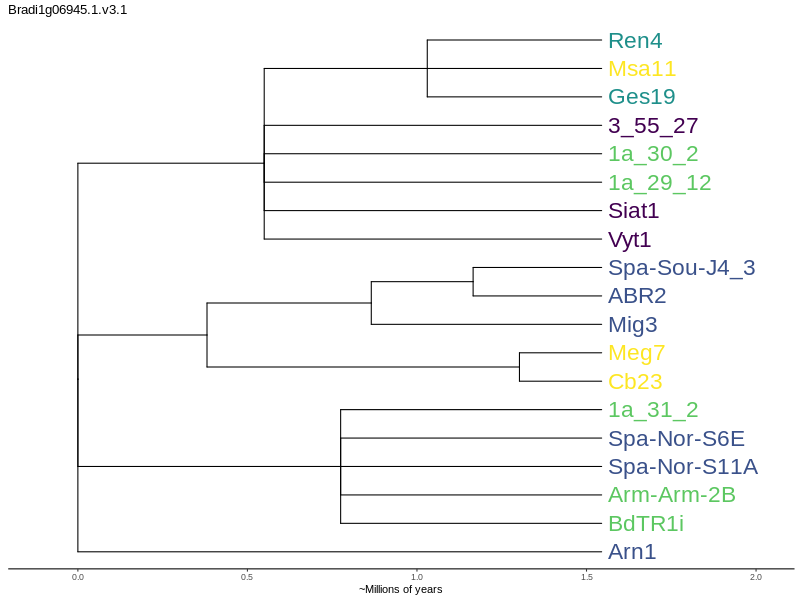 Bradi1g06945.1.v3.1
Ren4
Msa11
Ges19
3_55_27
1a_30_2
1a_29_12
Siat1
Vyt1
Spa-Sou-J4_3
ABR2
Mig3
Meg7
Cb23
1a_31_2
Spa-Nor-S6E
Spa-Nor-S11A
Arm-Arm-2B
BdTR1i
Arn1
0.0 0.5 1.0 1.5 2.0
~Millions of years